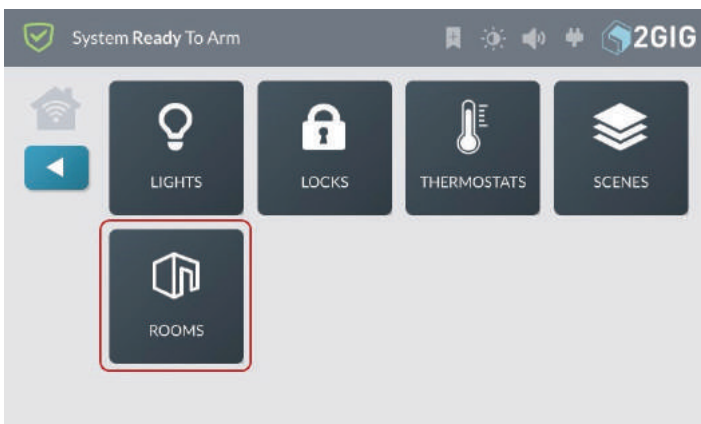 System Ready To Arm
2GIG
LIGHTS
LOCKS
THERMOSTATS
SCENES
ROOMS